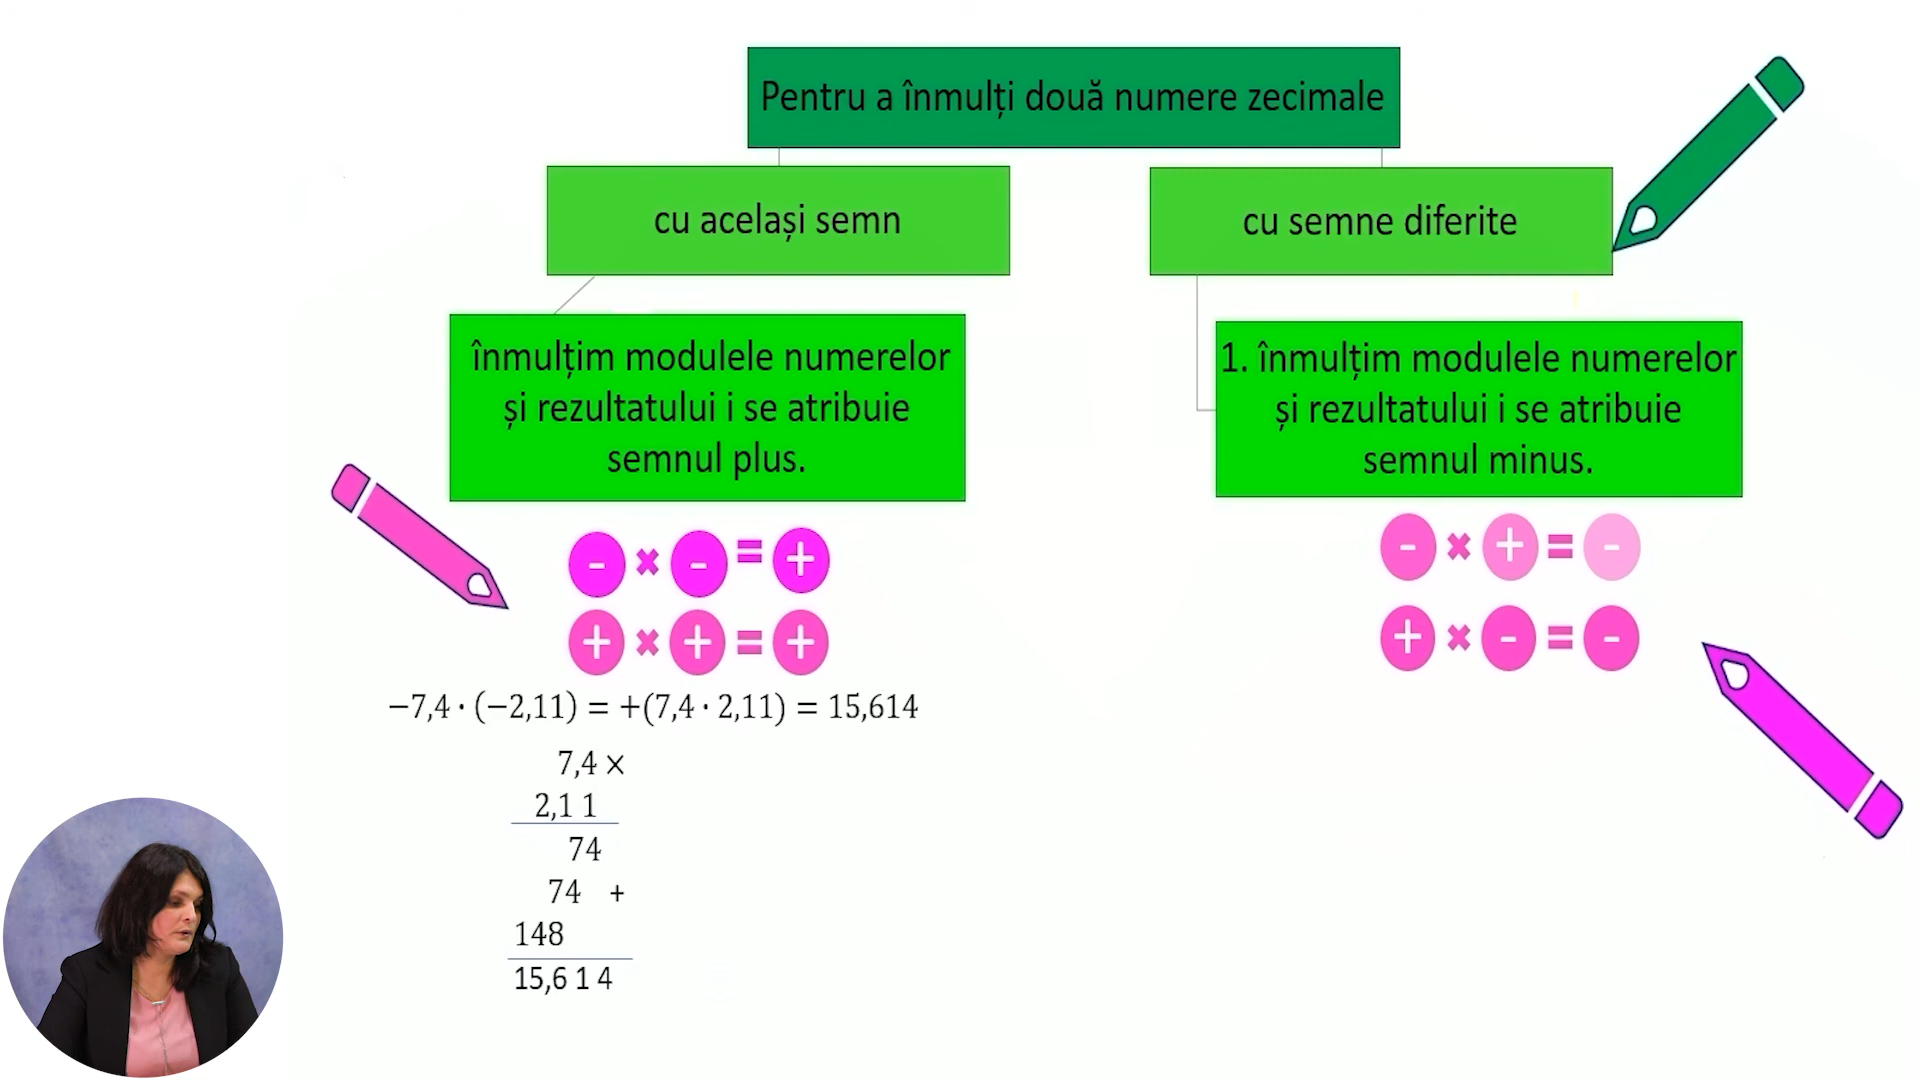 Pentru a înmulți două numere zecimale
cu același semn
cu semne diferite
înmulțim modulele numerelor
și rezultatului i se atribuie
semnul plus.
1. înmulțim modulele numerelor
și rezultatului i se atribuie
semnul minus.
- × - = +
+ × + = +
- × + = -
+ × - = -
−7,4 · (−2,11) = +(7,4 · 2,11) = 15,614
7,4 ×
2,1 1
74
74 +
148
15,6 1 4